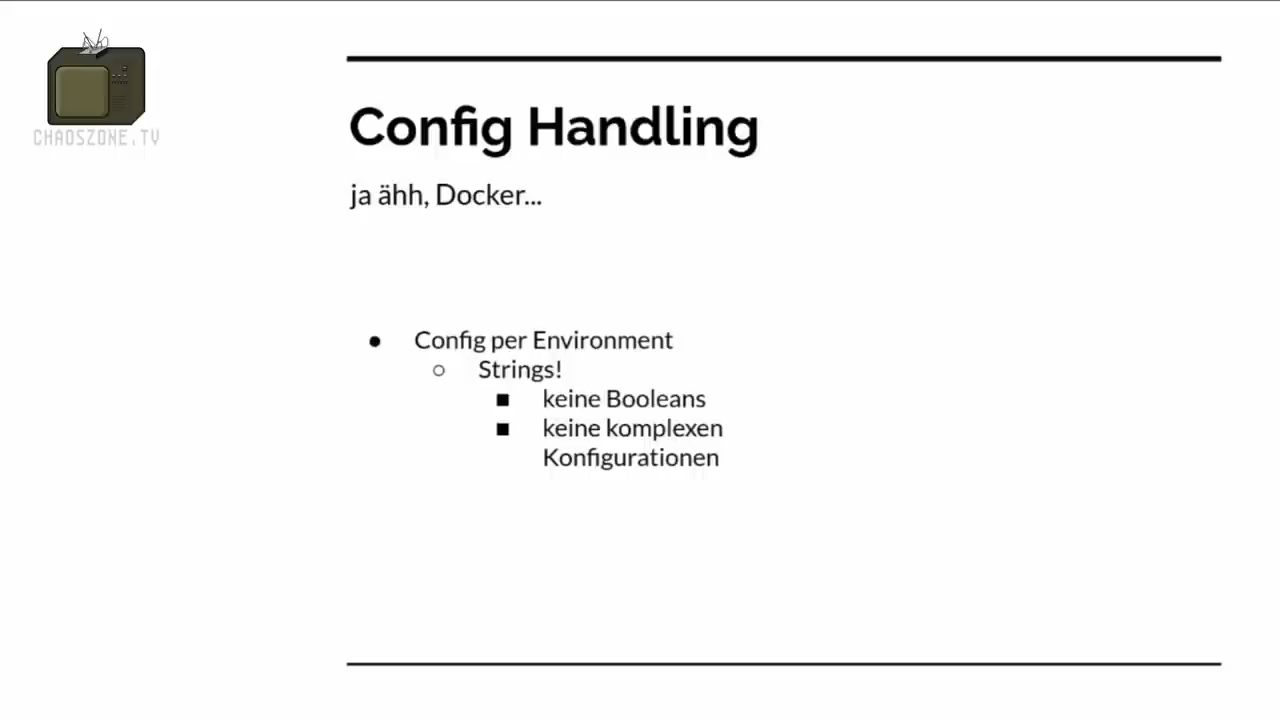 CHAOSZONE.TV
Config Handling
ja ähh, Docker...
● Config per Environment
○ Strings!
■ keine Booleans
■ keine komplexen
Konfigurationen